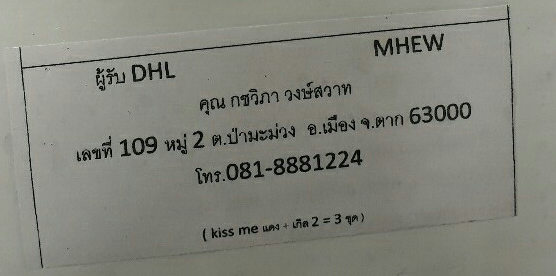 ผู้รับ DHL MHEW
คุณ กชวิภา วงษ์สวาท
เลขที่ 109 หมู่ 2 ต.ป่ามะม่วง อ.เมือง จ.ตาก 63000
โทร.081-8881224
( kiss me แดง + เกิล 2 = 3 ชุด )